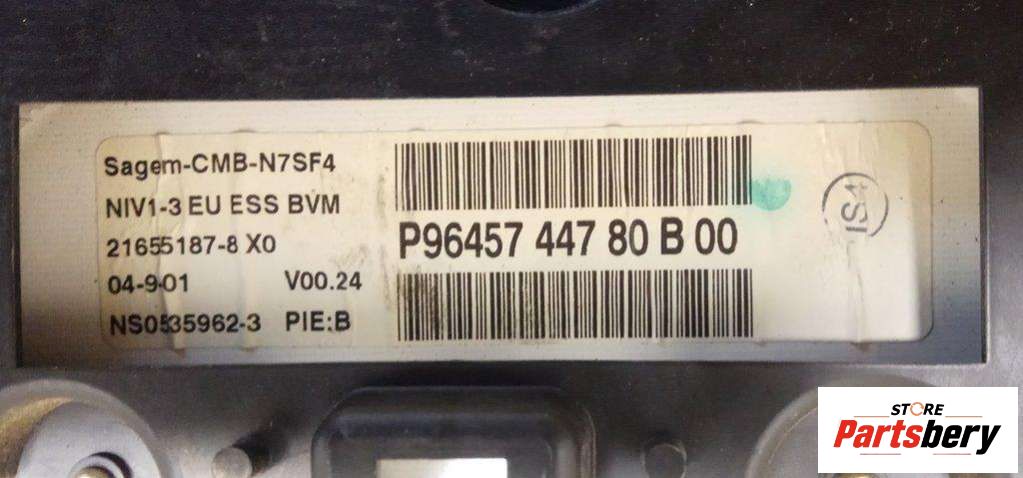 Sagem-CMB-N7SF4
NIV1-3 EU ESS BVM
21655187-8 X0
04-9-01 V00.24
NS0535962-3 PIE:B
P96457 447 80 B 00
IS4
STORE
Partsbery